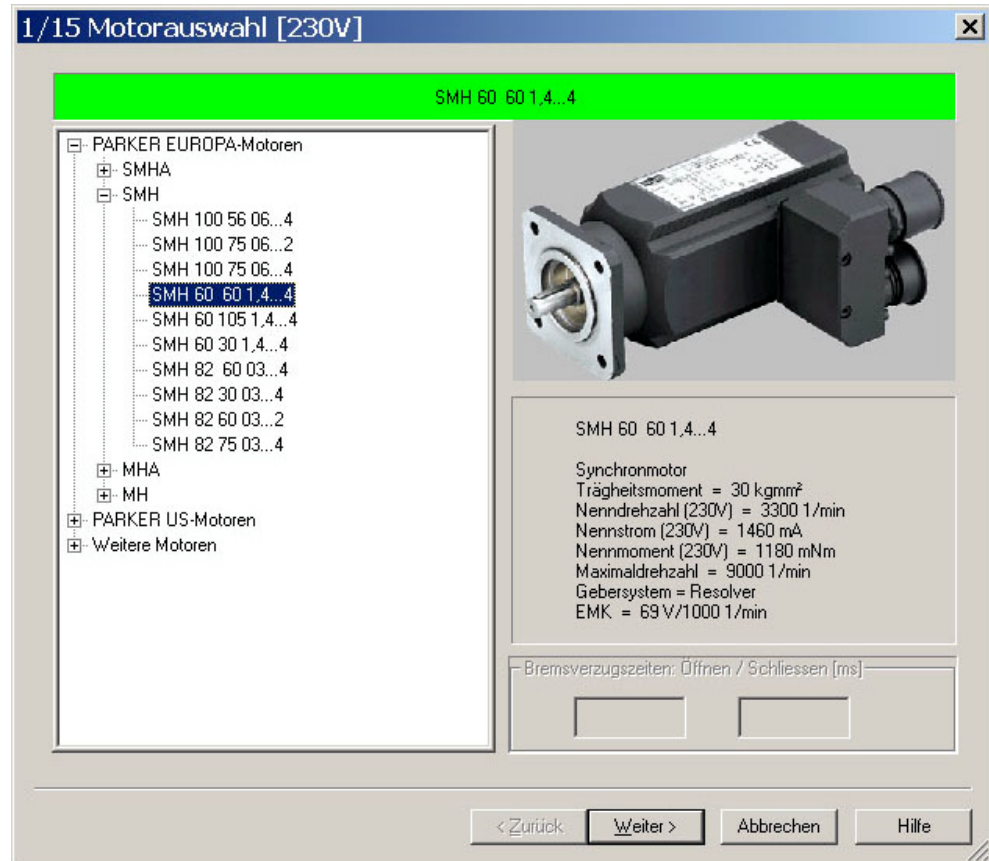 1/15 Motorauswahl [230V]
SMH 60  60 1,4...4
PARKER EUROPA-Motoren
SMHA
SMH
SMH 100 56 06...4
SMH 100 75 06...2
SMH 100 75 06...4
SMH 60  60 1,4...4
SMH 60 105 1,4...4
SMH 60 30 1,4...4
SMH 82  60 03...4
SMH 82 30 03...4
SMH 82 60 03...2
SMH 82 75 03...4
MHA
MH
PARKER US-Motoren
Weitere Motoren
SMH 60  60 1,4...4
Synchronmotor
Trägheitsmoment  =  30 kgmm²
Nenndrehzahl (230V)  =  3300 1/min
Nennstrom (230V)  =  1460 mA
Nennmoment (230V)  =  1180 mNm
Maximaldrehzahl  =  9000 1/min
Gebersystem = Resolver
EMK  =  69 V/1000 1/min
Bremsverzugszeiten: Öffnen / Schliessen [ms]
< Zurück
Weiter >
Abbrechen
Hilfe